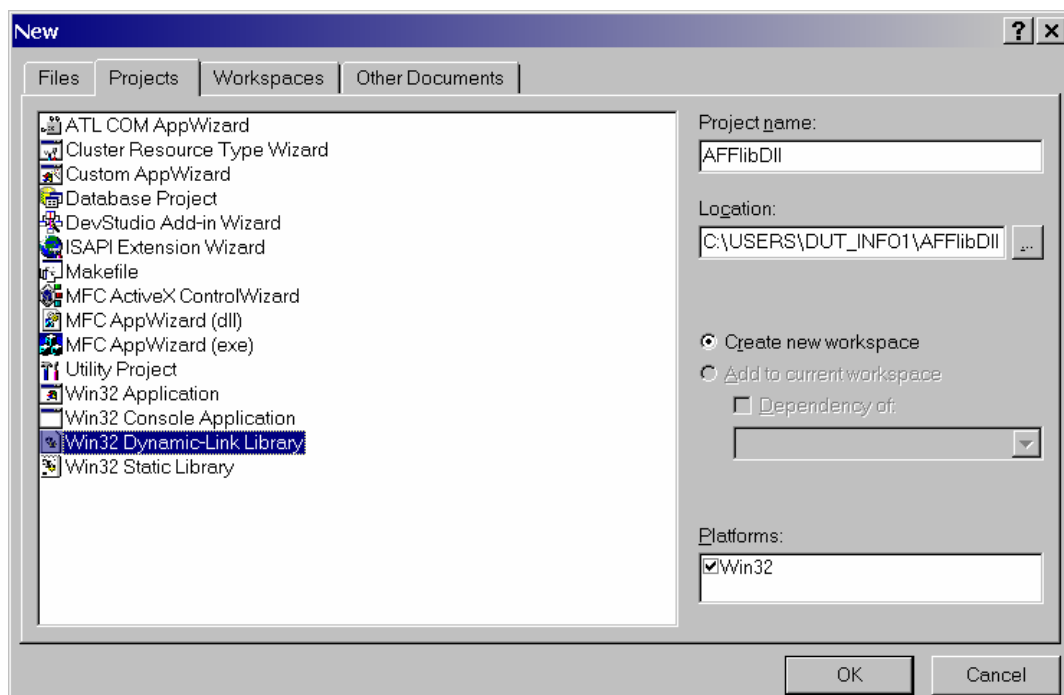 New
Files
Projects
Workspaces
Other Documents
ATL COM AppWizard
Cluster Resource Type Wizard
Custom AppWizard
Database Project
DevStudio Add-in Wizard
ISAPI Extension Wizard
Makefile
MFC ActiveX ControlWizard
MFC AppWizard (dll)
MFC AppWizard (exe)
Utility Project
Win32 Application
Win32 Console Application
Win32 Dynamic-Link Library
Win32 Static Library
Project name:
AFFlibDll
Location:
C:\USERS\DUT_INFO1\AFFlibDll
...
Create new workspace
Add to current workspace
Dependency of:
Platforms:
Win32
OK
Cancel